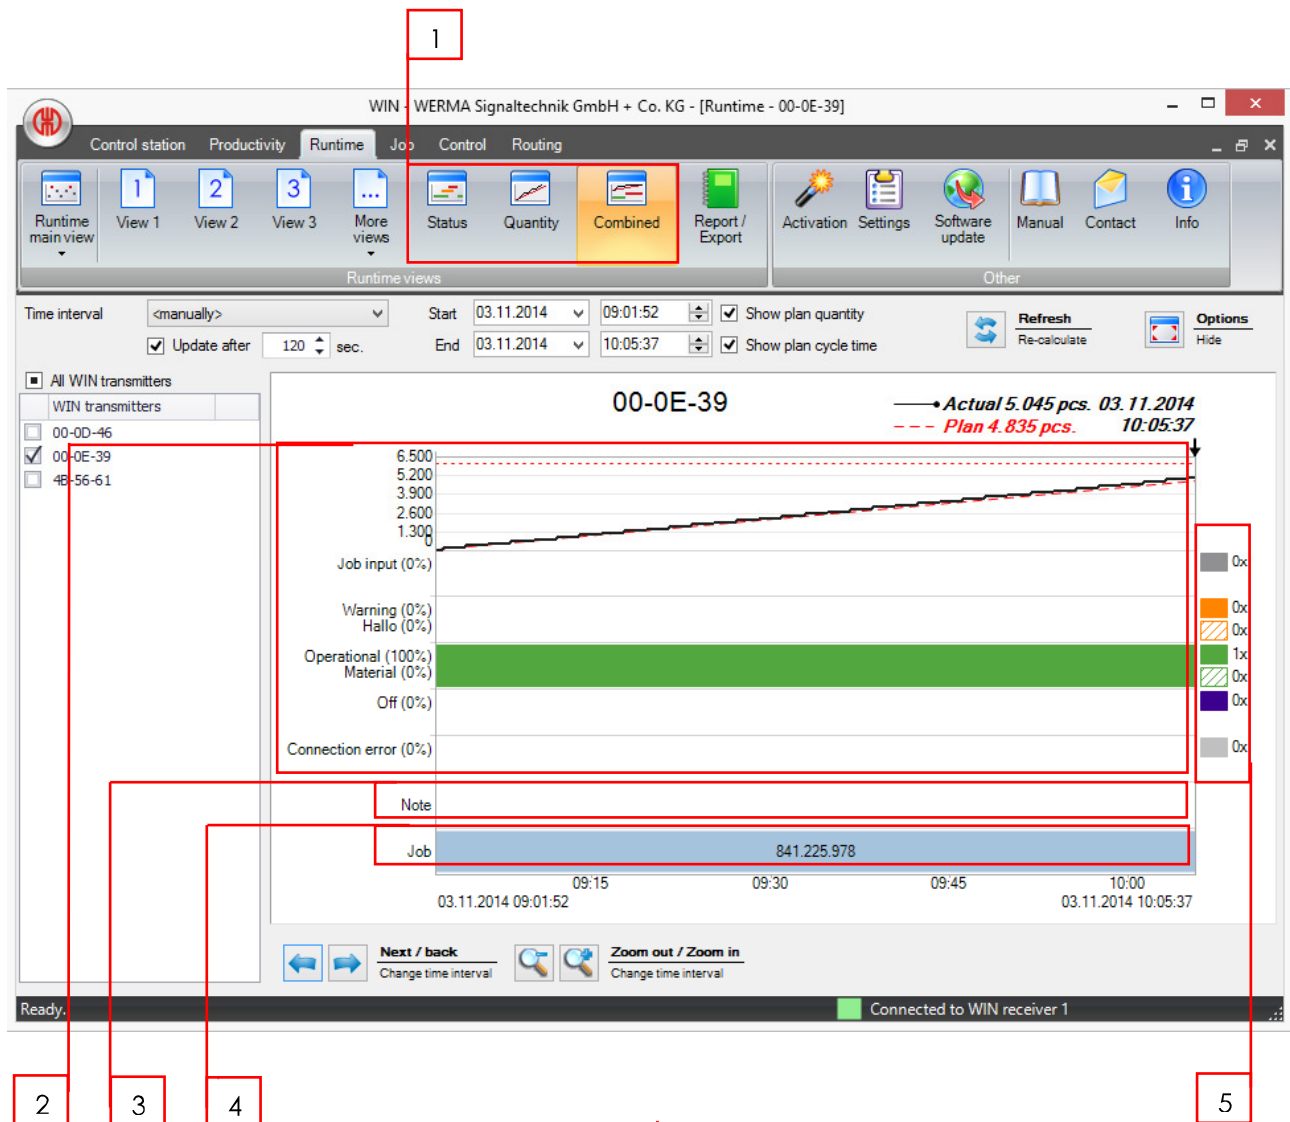 1
WIN - WERMA Signaltechnik GmbH + Co. KG - [Runtime - 00-0E-39]
Control station Productivity Runtime Job Control Routing
Runtime main view
1 View 1
2 View 2
3 View 3
... More views
Status
Quantity
Combined
Report / Export
Activation
Settings
Software update
Manual
Contact
Info
Runtime views
Other
Time interval <manually> Start 03.11.2014 09:01:52 Show plan quantity Refresh Options
Re-calculate Hide
Update after 120 sec. End 03.11.2014 10:05:37 Show plan cycle time
All WIN transmitters
WIN transmitters
00-0D-46
00-0E-39
4B-56-61
00-0E-39
Actual 5.045 pcs. 03.11.2014
Plan 4.835 pcs. 10:05:37
6.500
5.200
3.900
2.600
1.300
0
Job input (0%) 0x
Warning (0%) 0x
Hallo (0%) 0x
Operational (100%) 1x
Material (0%) 0x
Off (0%) 0x
Connection error (0%) 0x
Note
Job 841.225.978
09:15 09:30 09:45 10:00
03.11.2014 09:01:52 03.11.2014 10:05:37
Next / back Zoom out / Zoom in
Change time interval Change time interval
Ready. Connected to WIN receiver 1
2 3 4 5